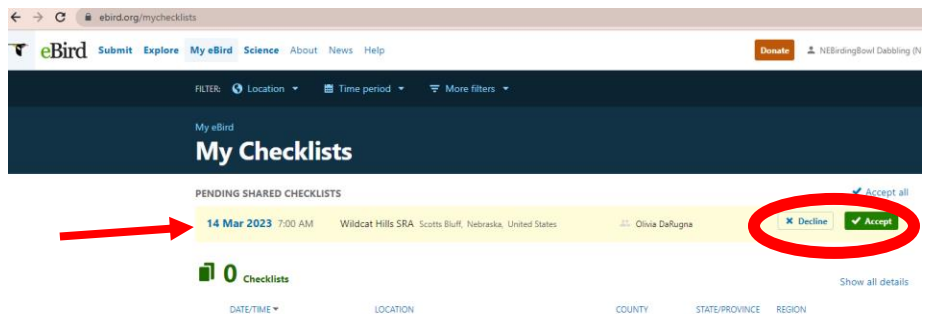 ebird.org/mychecklists
eBird Submit Explore My eBird Science About News Help Donate NEBirdingBowl Dabbling (N
FILTER: Location Time period More filters
My eBird
My Checklists
PENDING SHARED CHECKLISTS Accept all
14 Mar 2023 7:00 AM Wildcat Hills SRA Scotts Bluff, Nebraska, United States Olivia DaRugna Decline Accept
0 Checklists Show all details
DATE/TIME LOCATION COUNTY STATE/PROVINCE REGION